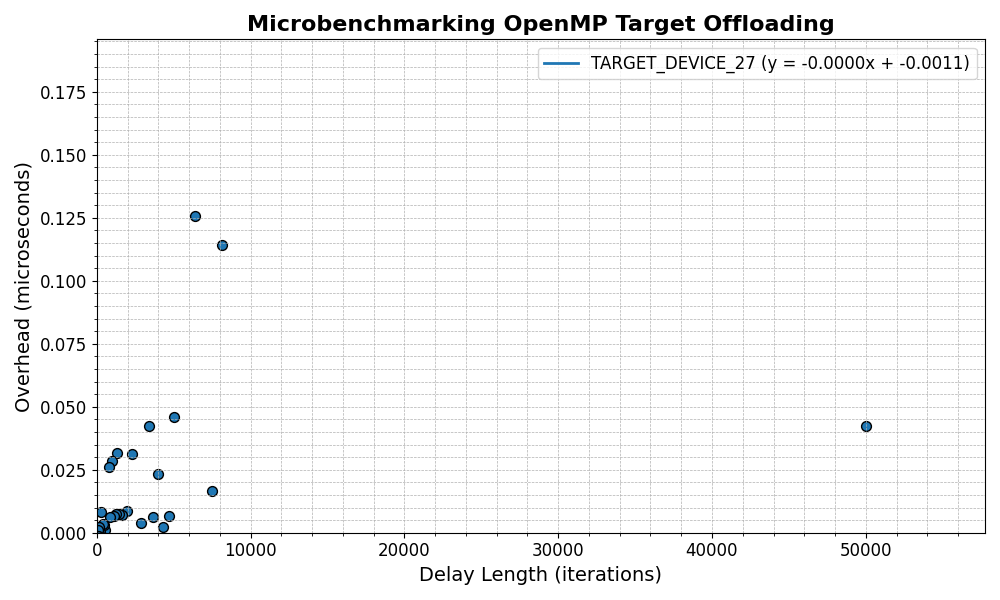 Microbenchmarking OpenMP Target Offloading
TARGET_DEVICE_27 (y = -0.0000x + -0.0011)
Overhead (microseconds)
0.175
0.150
0.125
0.100
0.075
0.050
0.025
0.000
0 10000 20000 30000 40000 50000
Delay Length (iterations)